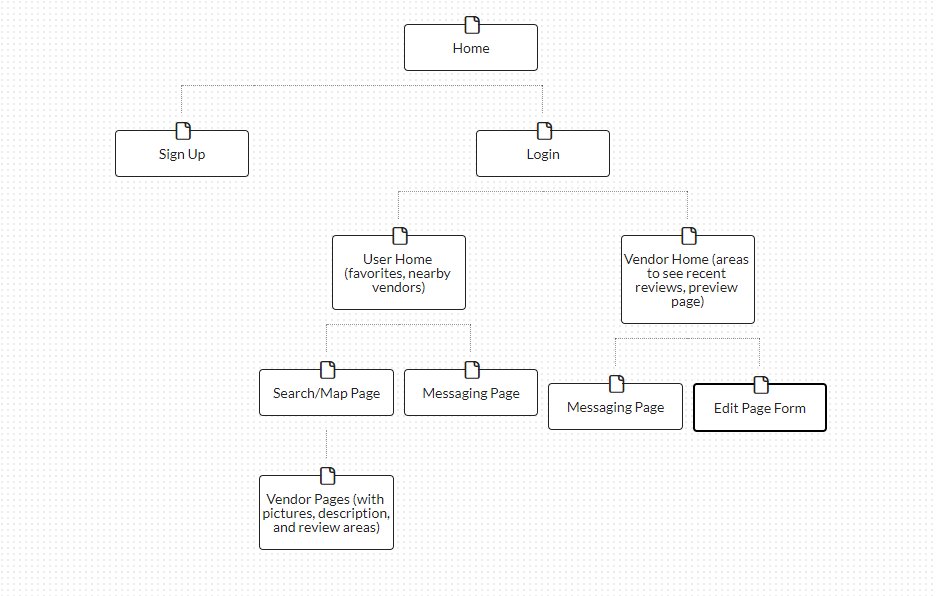 Home
Sign Up
Login
User Home
(favorites, nearby
vendors)
Vendor Home (areas
to see recent
reviews, preview
page)
Search/Map Page
Messaging Page
Messaging Page
Edit Page Form
Vendor Pages (with
pictures, description,
and review areas)